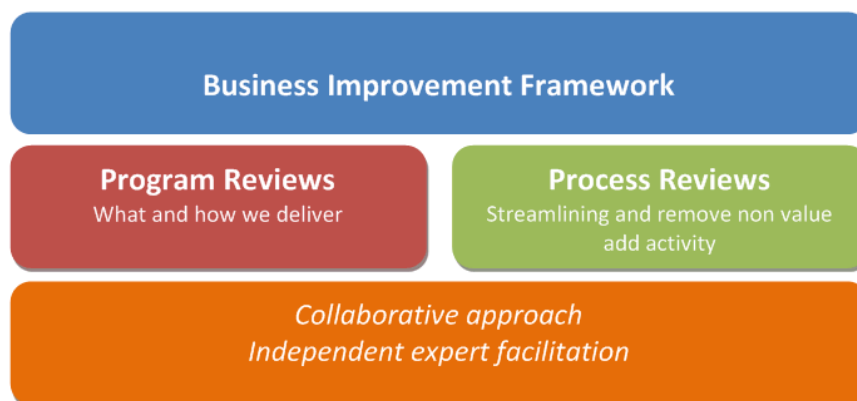 Business Improvement Framework
Program Reviews
What and how we deliver
Process Reviews
Streamlining and remove non value
add activity
Collaborative approach
Independent expert facilitation